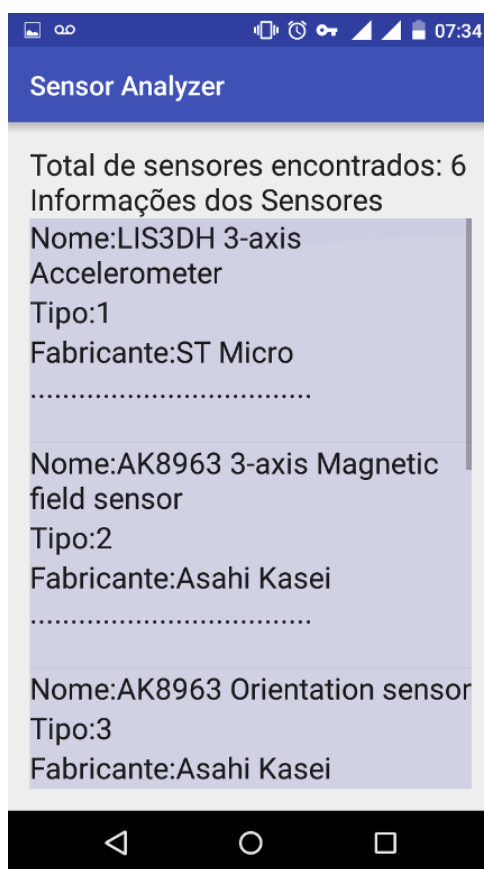 07:34
Sensor Analyzer
Total de sensores encontrados: 6
Informações dos Sensores
Nome:LIS3DH 3-axis
Accelerometer
Tipo:1
Fabricante:ST Micro
...................................
Nome:AK8963 3-axis Magnetic
field sensor
Tipo:2
Fabricante:Asahi Kasei
...................................
Nome:AK8963 Orientation sensor
Tipo:3
Fabricante:Asahi Kasei